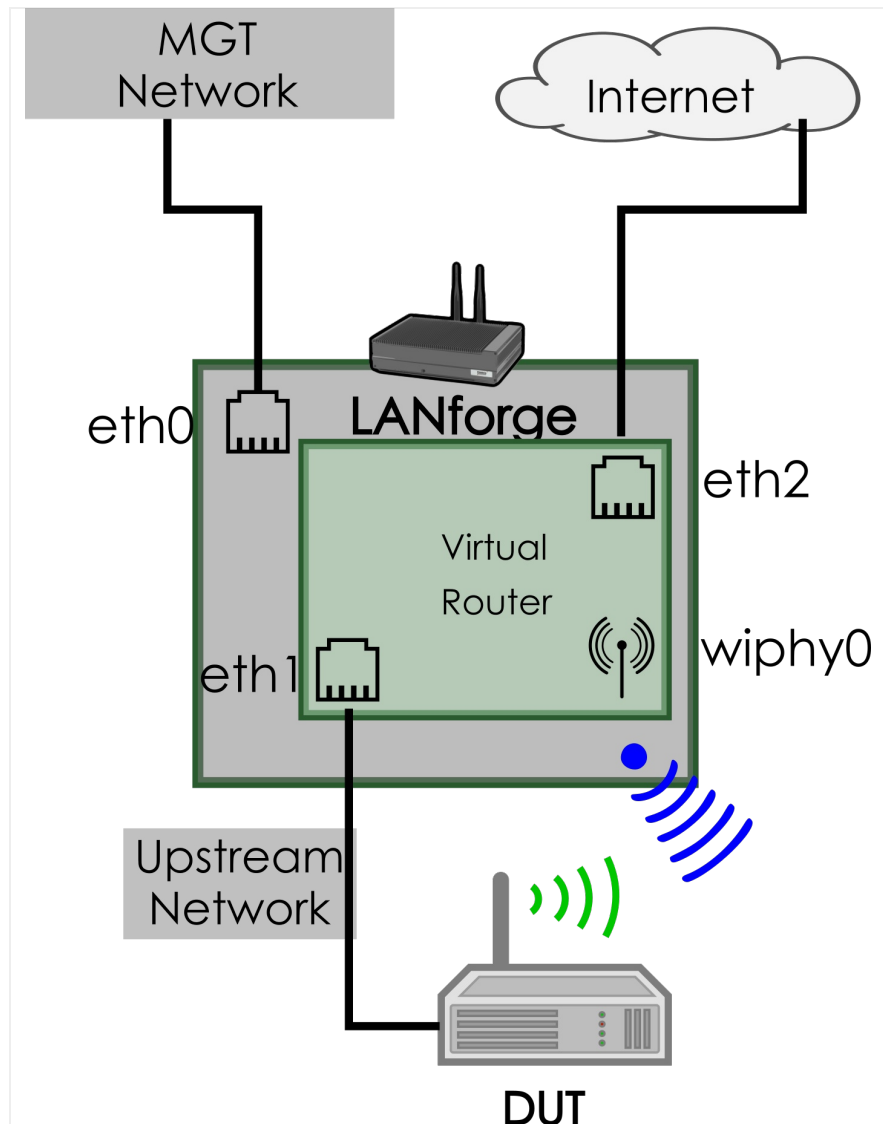 MGT
Network
Internet
LANforge
eth0
eth2
Virtual
Router
eth1
wiphy0
Upstream
Network
DUT